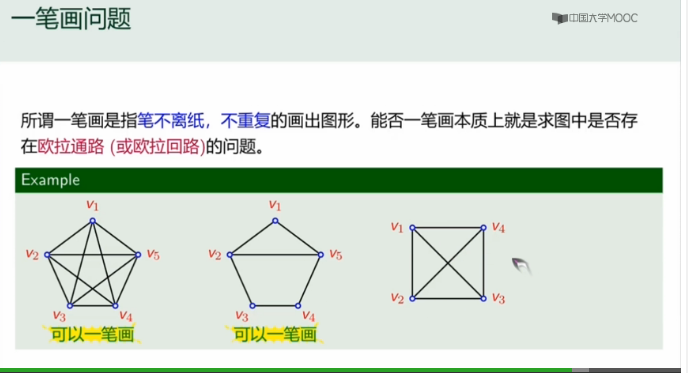 一笔画问题
中国大学MOOC
所谓一笔画是指笔不离纸，不重复的画出图形。能否一笔画本质上就是求图中是否存
在欧拉通路 (或欧拉回路)的问题。
Example
v1
v2
v5
v3
v4
可以一笔画
v1
v2
v5
v3
v4
可以一笔画
v1
v4
v2
v3